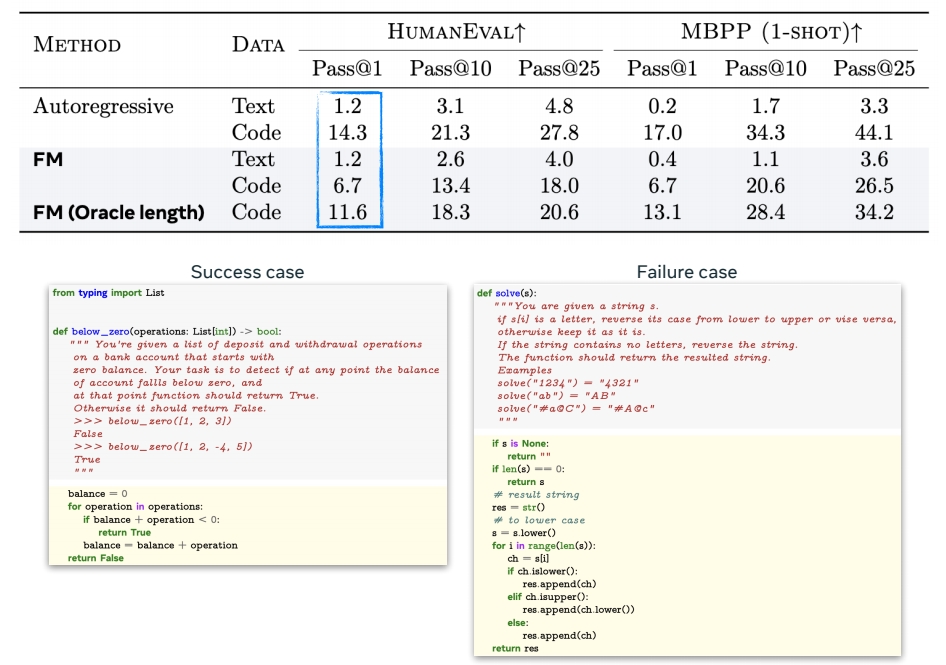 METHOD DATA HUMANEVAL↑ MBPP (1-SHOT)↑
Pass@1 Pass@10 Pass@25 Pass@1 Pass@10 Pass@25
Autoregressive Text 1.2 3.1 4.8 0.2 1.7 3.3
Code 14.3 21.3 27.8 17.0 34.3 44.1
FM Text 1.2 2.6 4.0 0.4 1.1 3.6
Code 6.7 13.4 18.0 6.7 20.6 26.5
FM (Oracle length) Code 11.6 18.3 20.6 13.1 28.4 34.2
Success case
from typing import List
def below_zero(operations: List[int]) -> bool:
""" You're given a list of deposit and withdrawal operations
on a bank account that starts with
zero balance. Your task is to detect if at any point the balance
of account fallls below zero, and
at that point function should return True.
Otherwise it should return False.
>>> below_zero([1, 2, 3])
False
>>> below_zero([1, 2, -4, 5])
True
"""
balance = 0
for operation in operations:
if balance + operation < 0:
return True
balance = balance + operation
return False
Failure case
def solve(s):
"""You are given a string s.
if s[i] is a letter, reverse its case from lower to upper or vise versa,
otherwise keep it as it is.
If the string contains no letters, reverse the string.
The function should return the resulted string.
Examples
solve("1234") = "4321"
solve("ab") = "AB"
solve("#a@C") = "#A@c"
"""
if s is None:
return ""
if len(s) == 0:
return s
# result string
res = str()
# to lower case
s = s.lower()
for i in range(len(s)):
ch = s[i]
if ch.islower():
res.append(ch)
elif ch.isupper():
res.append(ch.lower())
else:
res.append(ch)
return res